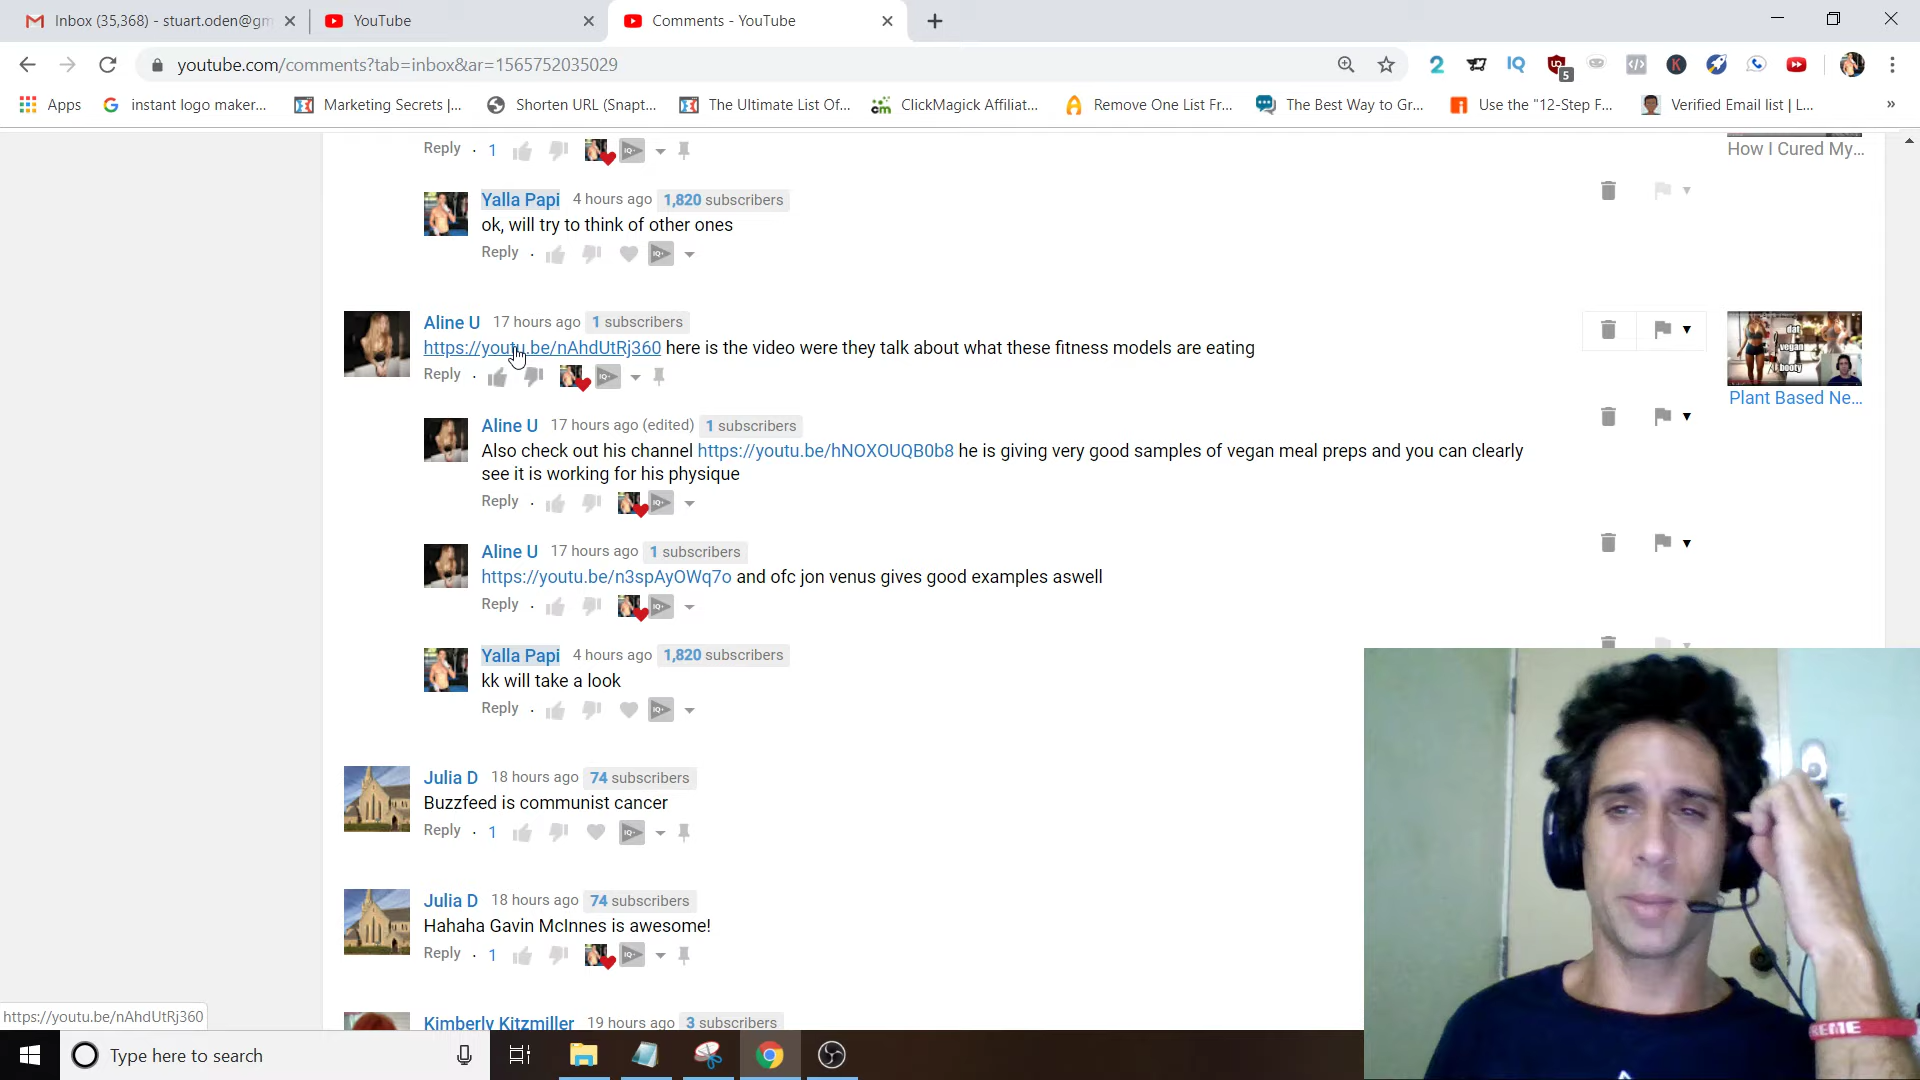 Inbox (35,368) - stuart.oden@gm
YouTube
Comments - YouTube
youtube.com/comments?tab=inbox&ar=1565752035029
5
Apps
instant logo maker...
Marketing Secrets |...
Shorten URL (Snapt...
The Ultimate List Of...
ClickMagick Affiliat...
Remove One List Fr...
The Best Way to Gr...
Use the "12-Step F...
Verified Email list | L...
»
Reply · 1
How I Cured My...
Yalla Papi 4 hours ago 1,820 subscribers
ok, will try to think of other ones
Reply ·
Aline U 17 hours ago 1 subscribers
https://youtu.be/nAhdUtRj360 here is the video were they talk about what these fitness models are eating
Reply ·
dat vegan booty
Plant Based Ne...
Aline U 17 hours ago (edited) 1 subscribers
Also check out his channel https://youtu.be/hNOXOUQB0b8 he is giving very good samples of vegan meal preps and you can clearly
see it is working for his physique
Reply ·
Aline U 17 hours ago 1 subscribers
https://youtu.be/n3spAyOWq7o and ofc jon venus gives good examples aswell
Reply ·
Yalla Papi 4 hours ago 1,820 subscribers
kk will take a look
Reply ·
Julia D 18 hours ago 74 subscribers
Buzzfeed is communist cancer
Reply · 1
Julia D 18 hours ago 74 subscribers
Hahaha Gavin McInnes is awesome!
Reply · 1
Kimberly Kitzmiller 19 hours ago 3 subscribers
https://youtu.be/nAhdUtRj360
Type here to search